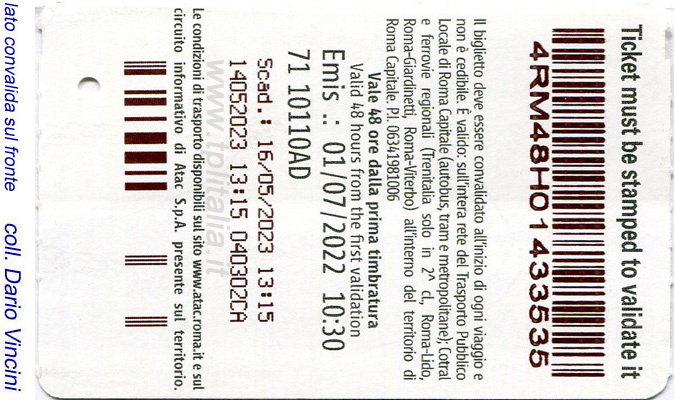 Ticket must be stamped to validate it
4RM48H01433535
Il biglietto deve essere convalidato all'inizio di ogni viaggio e
non è cedibile. È valido: sull'intera rete del Trasporto Pubblico
Locale di Roma Capitale (autobus, tram e metropolitane); Cotral
e ferrovie regionali (Trenitalia solo in 2^ cl, Roma-Lido,
Roma-Giardinetti, Roma-Viterbo) all'interno del territorio di
Roma Capitale. P.I. 06341981006
Vale 48 ore dalla prima timbratura
Valid 48 hours from the first validation
Emis .: 01/07/2022 10:30
71 10110AD
Scad.: 16/05/2023 13:15
14052023 13:15 040302CA
www.tplitalia.it
Le condizioni di trasporto disponibili sul sito www.atac.roma.it e sul
circuito informativo di Atac S.p.A. presente sul territorio.
lato convalida sul fronte coll. Dario Vincini